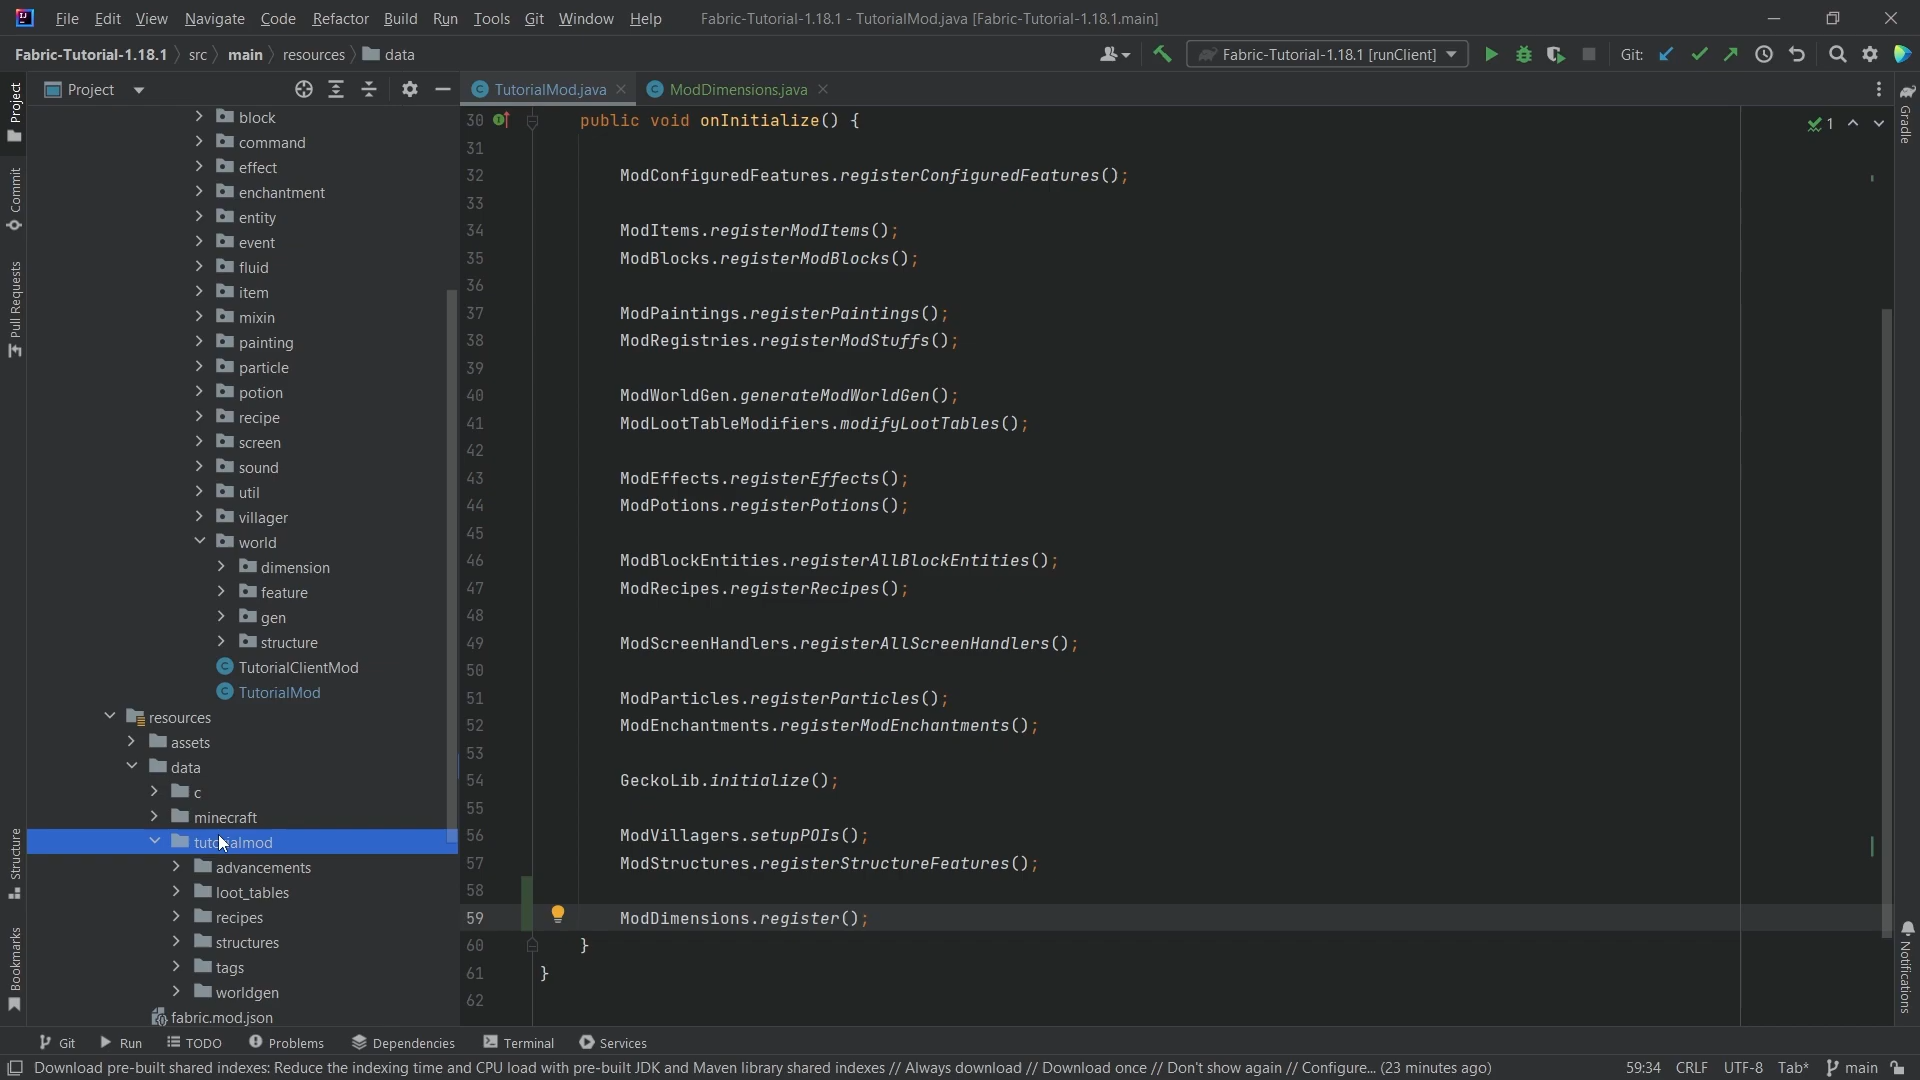 File Edit View Navigate Code Refactor Build Run Tools Git Window Help Fabric-Tutorial-1.18.1 - TutorialMod.java [Fabric-Tutorial-1.18.1.main]
Fabric-Tutorial-1.18.1 src main resources data Fabric-Tutorial-1.18.1 [runClient] Git:
Project TutorialMod.java ModDimensions.java
Project
Commit
Pull Requests
Structure
Bookmarks
block
command
effect
enchantment
entity
event
fluid
item
mixin
painting
particle
potion
recipe
screen
sound
util
villager
world
dimension
feature
gen
structure
TutorialClientMod
TutorialMod
resources
assets
data
c
minecraft
tutorialmod
advancements
loot_tables
recipes
structures
tags
worldgen
fabric.mod.json
30 public void onInitialize() {
31
32 ModConfiguredFeatures.registerConfiguredFeatures();
33
34 ModItems.registerModItems();
35 ModBlocks.registerModBlocks();
36
37 ModPaintings.registerPaintings();
38 ModRegistries.registerModStuffs();
39
40 ModWorldGen.generateModWorldGen();
41 ModLootTableModifiers.modifyLootTables();
42
43 ModEffects.registerEffects();
44 ModPotions.registerPotions();
45
46 ModBlockEntities.registerAllBlockEntities();
47 ModRecipes.registerRecipes();
48
49 ModScreenHandlers.registerAllScreenHandlers();
50
51 ModParticles.registerParticles();
52 ModEnchantments.registerModEnchantments();
53
54 GeckoLib.initialize();
55
56 ModVillagers.setupPOIs();
57 ModStructures.registerStructureFeatures();
58
59 ModDimensions.register();
60 }
61 }
62
1
Gradle
Notifications
Git Run TODO Problems Dependencies Terminal Services
Download pre-built shared indexes: Reduce the indexing time and CPU load with pre-built JDK and Maven library shared indexes // Always download // Download once // Don't show again // Configure... (23 minutes ago) 59:34 CRLF UTF-8 Tab* main